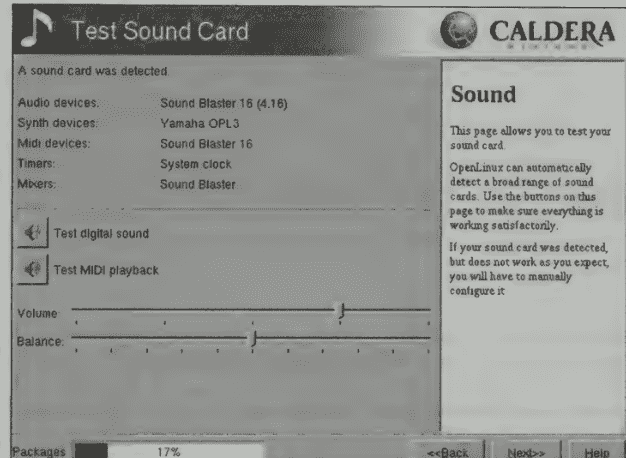 Test Sound Card
CALDERA
A sound card was detected.
Audio devices: Sound Blaster 16 (4.16)
Synth devices: Yamaha OPL3
Midi devices: Sound Blaster 16
Timers: System clock
Mixers: Sound Blaster
Test digital sound
Test MIDI playback
Volume:
Balance:
Sound
This page allows you to test your
sound card.
OpenLinux can automatically
detect a broad range of sound
cards. Use the buttons on this
page to make sure everything is
working satisfactorily.
If your sound card was detected,
but does not work as you expect,
you will have to manually
configure it
Packages 17%
<<Back Next>> Help